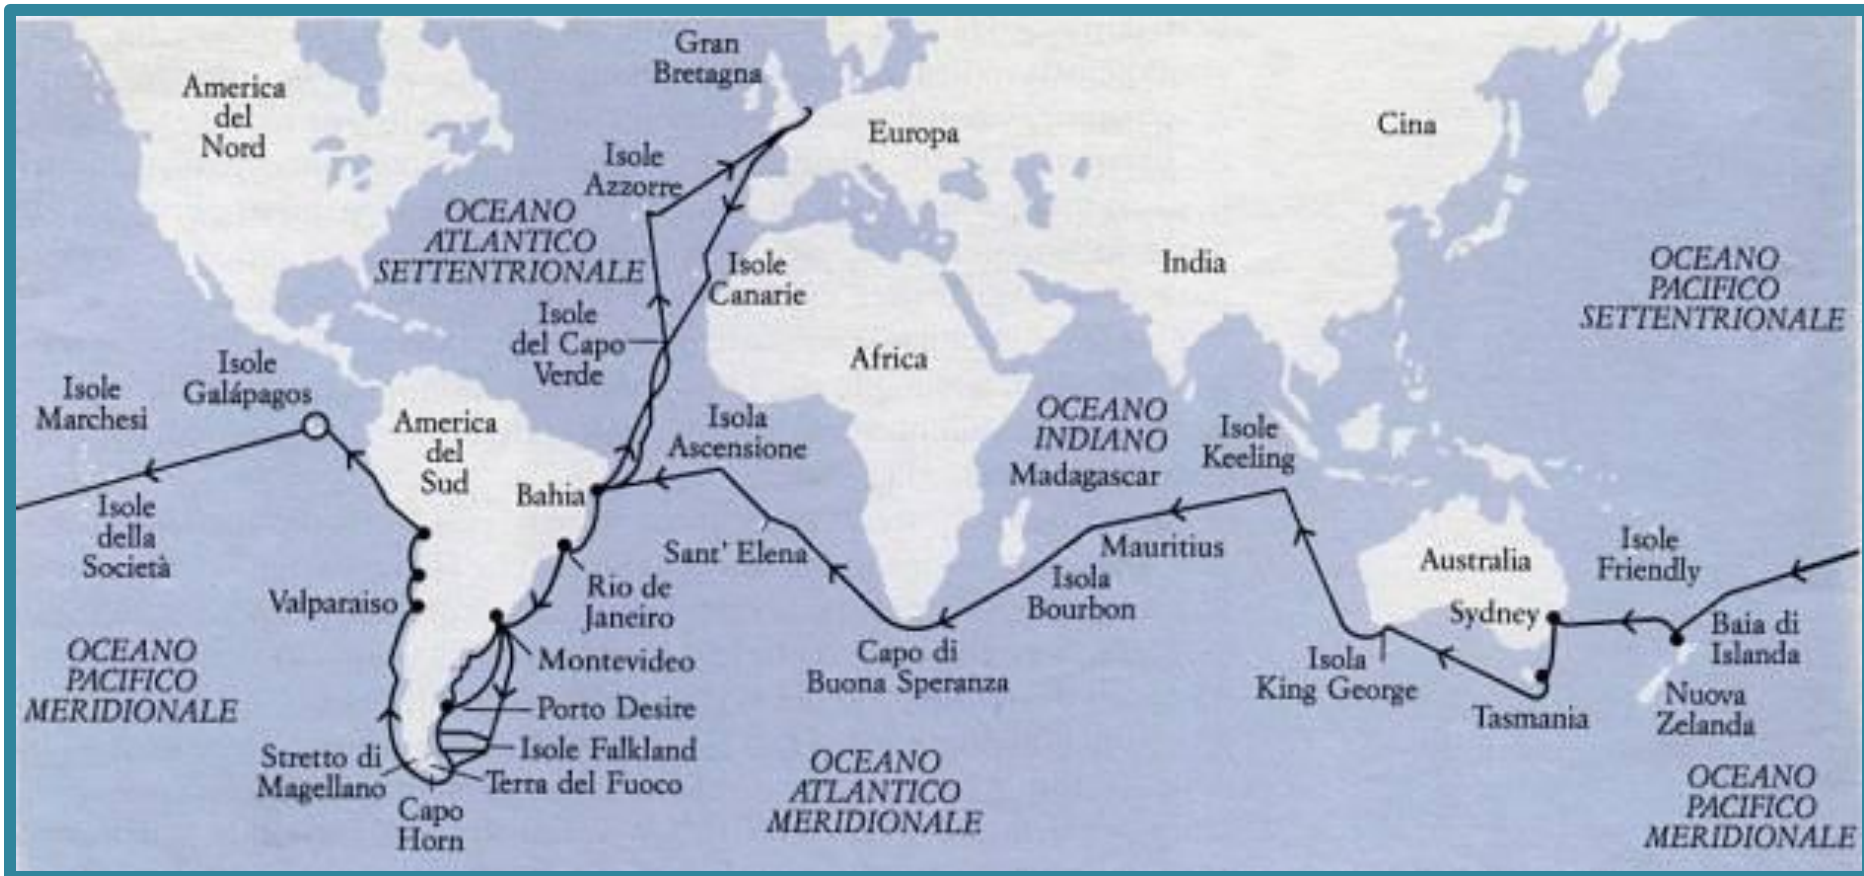 Gran
Bretagna
America
del
Nord
Europa
Cina
Isole
Azzorre
OCEANO
ATLANTICO
SETTENTRIONALE
Isole
Canarie
India
OCEANO
PACIFICO
SETTENTRIONALE
Isole
del Capo
Verde
Africa
Isole
Galápagos
Isole
Marchesi
America
del
Sud
Isola
Ascensione
OCEANO
INDIANO
Madagascar
Isole
Keeling
Bahia
Isole
della
Società
Sant' Elena
Mauritius
Australia
Isole
Friendly
Valparaiso
Rio de
Janeiro
Isola
Bourbon
Sydney
Baia di
Islanda
OCEANO
PACIFICO
MERIDIONALE
Montevideo
Capo di
Buona Speranza
Isola
King George
Tasmania
Nuova
Zelanda
Porto Desire
Isole Falkland
Terra del Fuoco
Stretto di
Magellano
Capo
Horn
OCEANO
ATLANTICO
MERIDIONALE
OCEANO
PACIFICO
MERIDIONALE